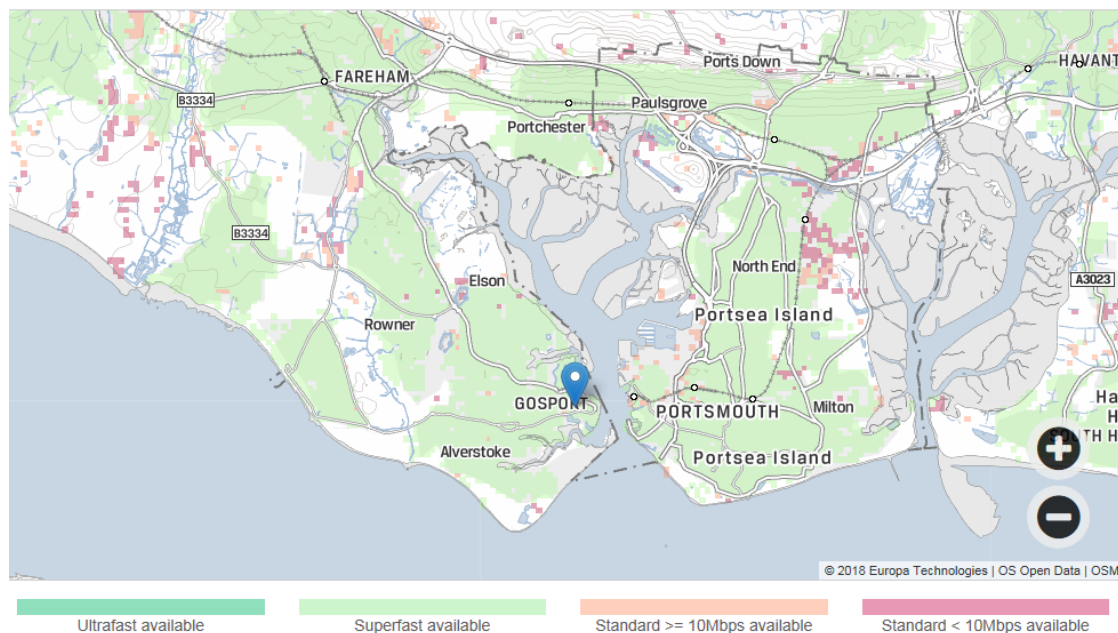 Ports Down
HAVANT
FAREHAM
B3334
Paulsgrove
Portchester
B3334
North End
Elson
A3023
Portsea Island
Rowner
GOSPORT
PORTSMOUTH
Milton
Ha
H
SOUTH H
Alverstoke
Portsea Island
© 2018 Europa Technologies | OS Open Data | OSM
Ultrafast available
Superfast available
Standard >= 10Mbps available
Standard < 10Mbps available